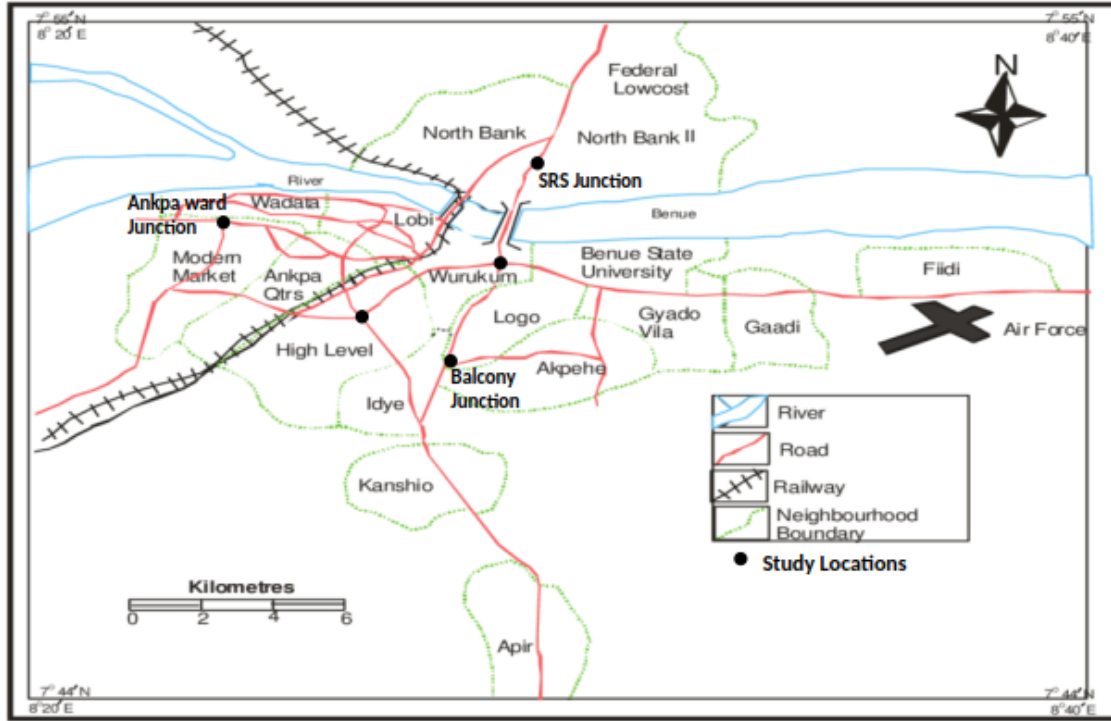 7°55'N
8°20'E
7°55'N
8°40'E
N
Federal
Lowcost
North Bank
North Bank II
SRS Junction
River
Ankpa ward
Junction
Wadata
Lobi
Benue
Modern
Market
Ankpa
Qtrs
Wurukum
Benue State
University
Fiidi
Logo
Gyado
Vila
Gaadi
Air Force
High Level
Balcony
Junction
Akpehe
Idye
Kanshio
River
Road
Railway
Neighbourhood
Boundary
Study Locations
Kilometres
0 2 4 6
Apir
7°44'N
8°20'E
7°44'N
8°40'E